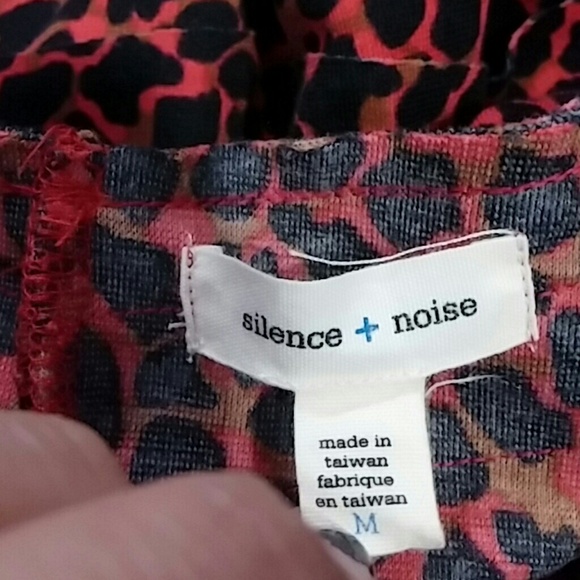 silence + noise
made in
taiwan
fabrique
en taiwan
M